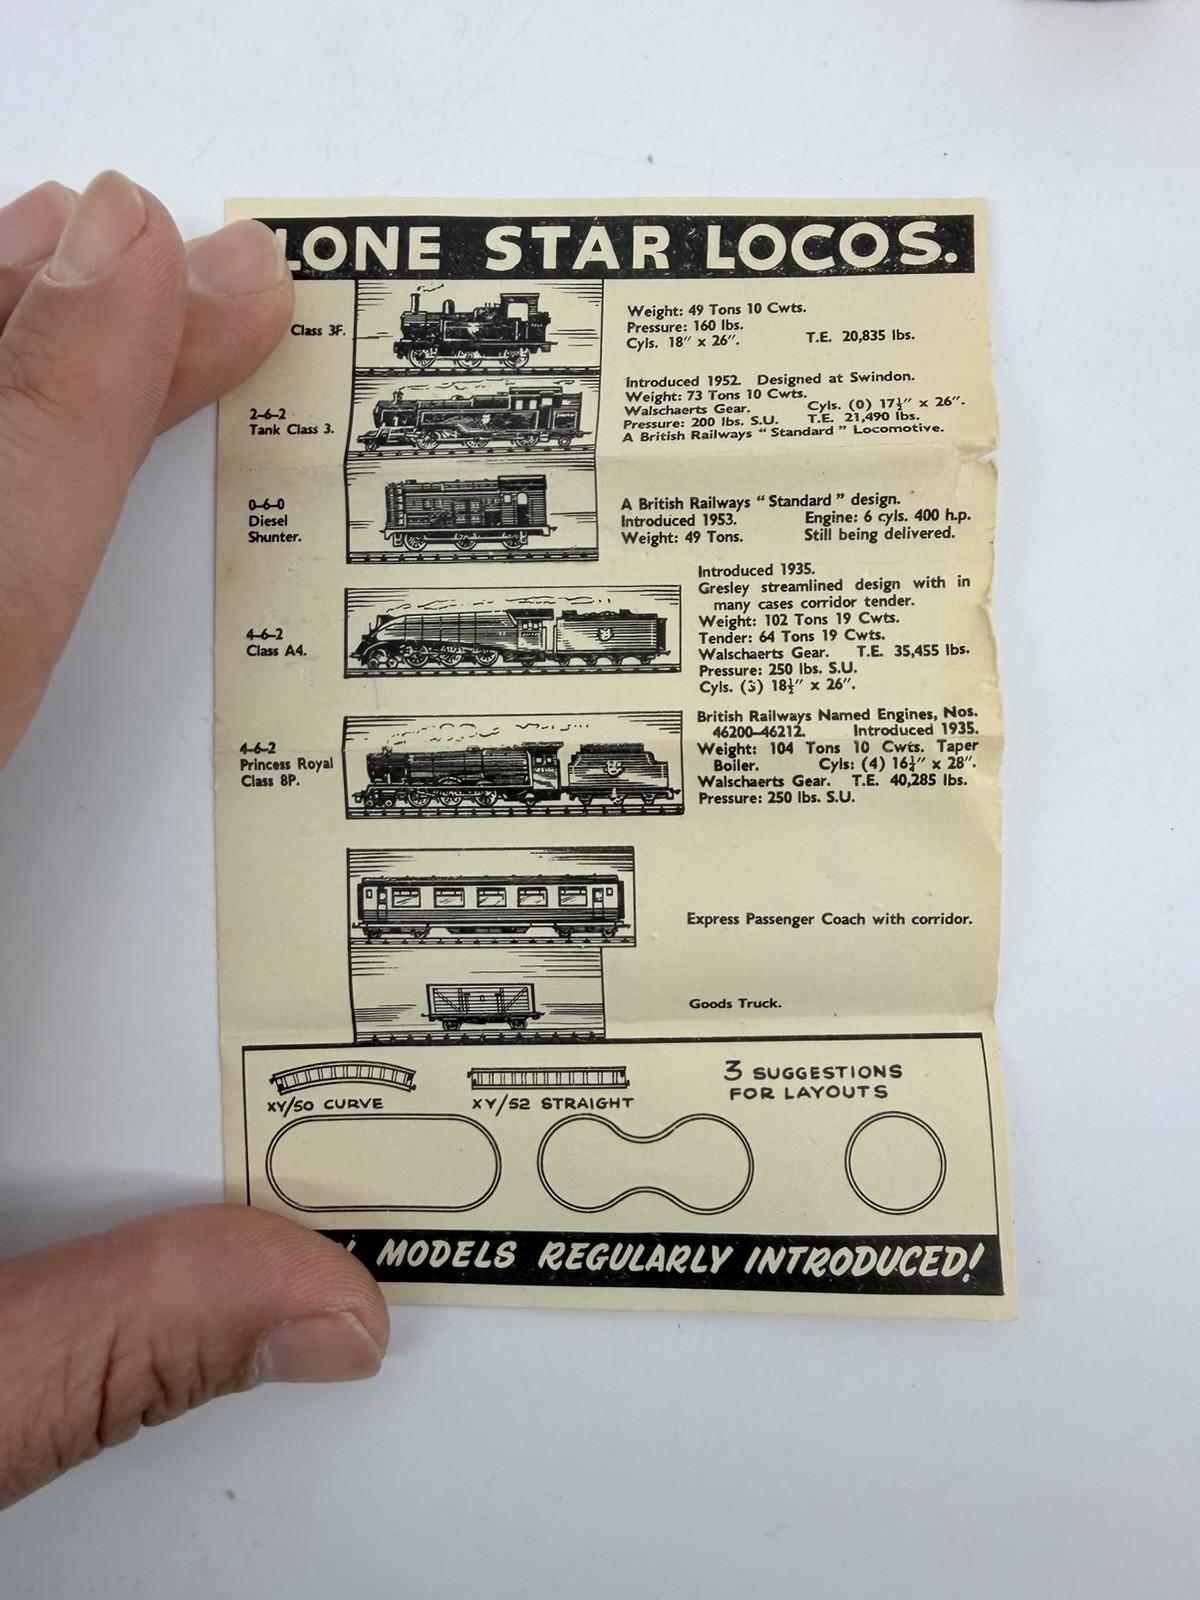 LONE STAR LOCOS.
Class 3F.
Weight: 49 Tons 10 Cwts.
Pressure: 160 lbs.
Cyls. 18″ x 26″. T.E. 20,835 lbs.
2-6-2
Tank Class 3.
Introduced 1952. Designed at Swindon.
Weight: 73 Tons 10 Cwts.
Walschaerts Gear. Cyls. (0) 17½″ x 26″.
Pressure: 200 lbs. S.U. T.E. 21,490 lbs.
A British Railways “Standard” Locomotive.
0-6-0
Diesel
Shunter.
A British Railways “Standard” design.
Introduced 1953. Engine: 6 cyls. 400 h.p.
Weight: 49 Tons. Still being delivered.
4-6-2
Class A4.
Introduced 1935.
Gresley streamlined design with in
many cases corridor tender.
Weight: 102 Tons 19 Cwts.
Tender: 64 Tons 19 Cwts.
Walschaerts Gear. T.E. 35,455 lbs.
Pressure: 250 lbs. S.U.
Cyls. (3) 18½″ x 26″.
4-6-2
Princess Royal
Class 8P.
British Railways Named Engines, Nos.
46200-46212. Introduced 1935.
Weight: 104 Tons 10 Cwts. Taper
Boiler. Cyls: (4) 16¼″ x 28″.
Walschaerts Gear. T.E. 40,285 lbs.
Pressure: 250 lbs. S.U.
Express Passenger Coach with corridor.
Goods Truck.
XY/50 CURVE
XY/52 STRAIGHT
3 SUGGESTIONS
FOR LAYOUTS
MODELS REGULARLY INTRODUCED!